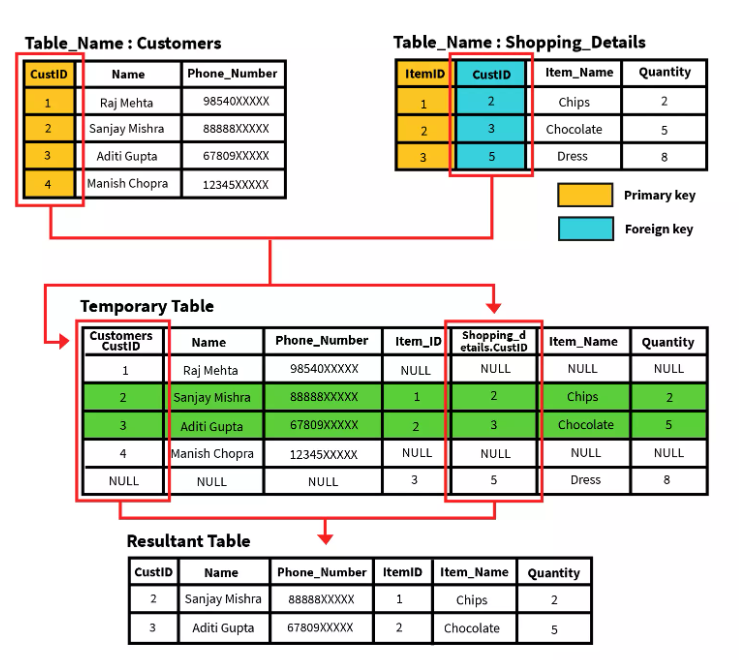 Table_Name : Customers
CustID Name Phone_Number
1 Raj Mehta 98540XXXXX
2 Sanjay Mishra 88888XXXXX
3 Aditi Gupta 67809XXXXX
4 Manish Chopra 12345XXXXX
Table_Name : Shopping_Details
ItemID CustID Item_Name Quantity
1 2 Chips 2
2 3 Chocolate 5
3 5 Dress 8
Primary key
Foreign key
Temporary Table
Customers
CustID Name Phone_Number Item_ID Shopping_d
etails.CustID Item_Name Quantity
1 Raj Mehta 98540XXXXX NULL NULL NULL NULL
2 Sanjay Mishra 88888XXXXX 1 2 Chips 2
3 Aditi Gupta 67809XXXXX 2 3 Chocolate 5
4 Manish Chopra 12345XXXXX NULL NULL NULL NULL
NULL NULL NULL 3 5 Dress 8
Resultant Table
CustID Name Phone_Number ItemID Item_Name Quantity
2 Sanjay Mishra 88888XXXXX 1 Chips 2
3 Aditi Gupta 67809XXXXX 2 Chocolate 5